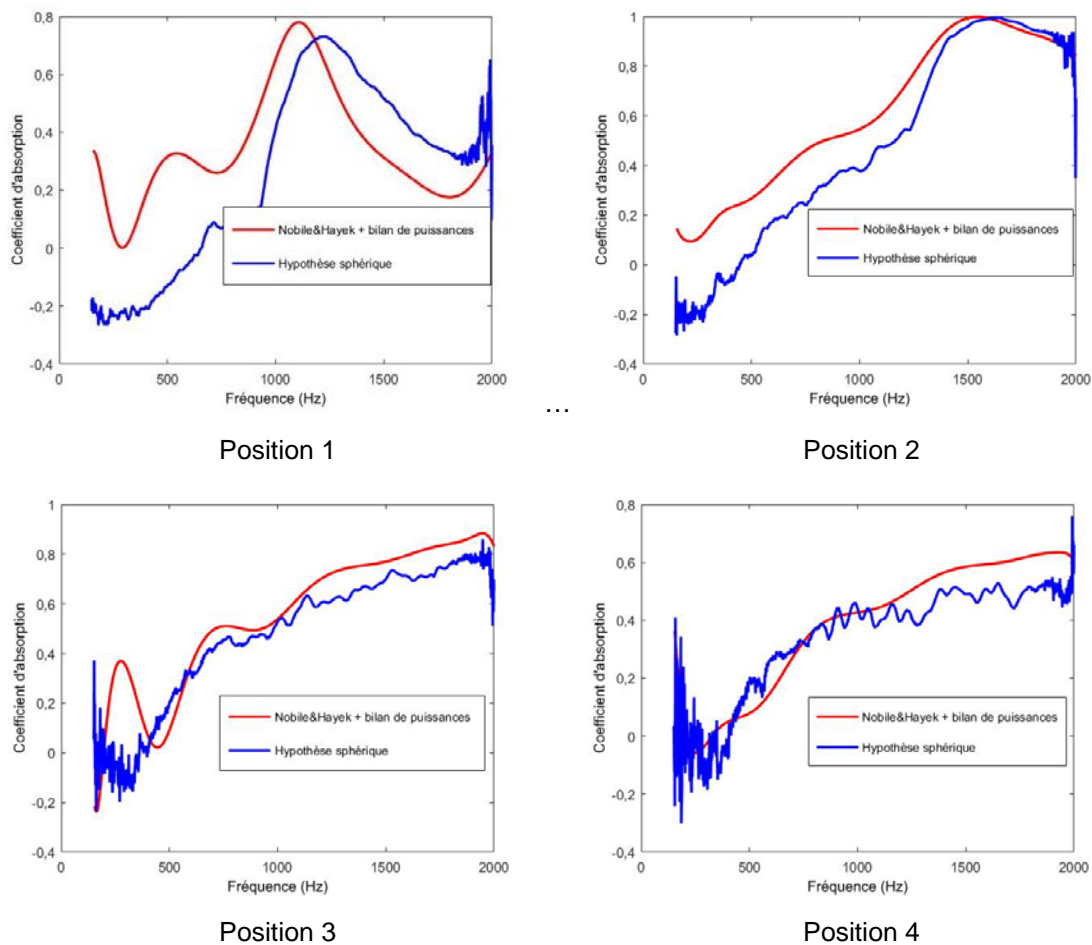 0,8
0,6
0,4
0,2
0
-0,2
-0,4
Coefficient d'absorption
Nobile&Hayek + bilan de puissances
Hypothèse sphérique
0
500
1000
1500
2000
Fréquence (Hz)
Position 1
1
0,8
0,6
0,4
0,2
0
-0,2
-0,4
Coefficient d'absorption
Nobile&Hayek + bilan de puissances
Hypothèse sphérique
0
500
1000
1500
2000
Fréquence (Hz)
…
Position 2
1
0,8
0,6
0,4
0,2
0
-0,2
-0,4
Coefficient d'absorption
Nobile&Hayek + bilan de puissances
Hypothèse sphérique
0
500
1000
1500
2000
Fréquence (Hz)
Position 3
0,8
0,6
0,4
0,2
0
-0,2
-0,4
Coefficient d'absorption
Nobile&Hayek + bilan de puissances
Hypothèse sphérique
0
500
1000
1500
2000
Fréquence (Hz)
Position 4